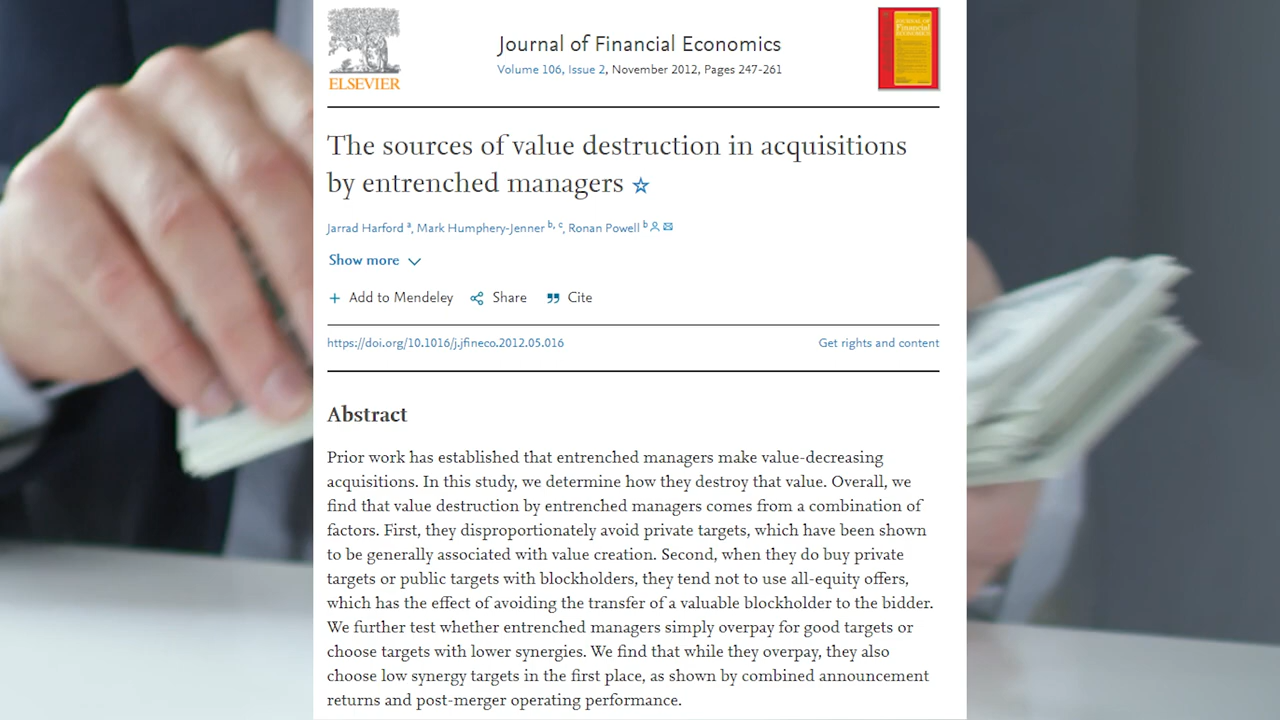 ELSEVIER
Journal of Financial Economics
Volume 106, Issue 2, November 2012, Pages 247-261
The sources of value destruction in acquisitions
by entrenched managers ☆
Jarrad Harford a, Mark Humphery-Jenner b, c, Ronan Powell b
Show more
+ Add to Mendeley Share Cite
https://doi.org/10.1016/j.jfineco.2012.05.016 Get rights and content
Abstract
Prior work has established that entrenched managers make value-decreasing
acquisitions. In this study, we determine how they destroy that value. Overall, we
find that value destruction by entrenched managers comes from a combination of
factors. First, they disproportionately avoid private targets, which have been shown
to be generally associated with value creation. Second, when they do buy private
targets or public targets with blockholders, they tend not to use all-equity offers,
which has the effect of avoiding the transfer of a valuable blockholder to the bidder.
We further test whether entrenched managers simply overpay for good targets or
choose targets with lower synergies. We find that while they overpay, they also
choose low synergy targets in the first place, as shown by combined announcement
returns and post-merger operating performance.